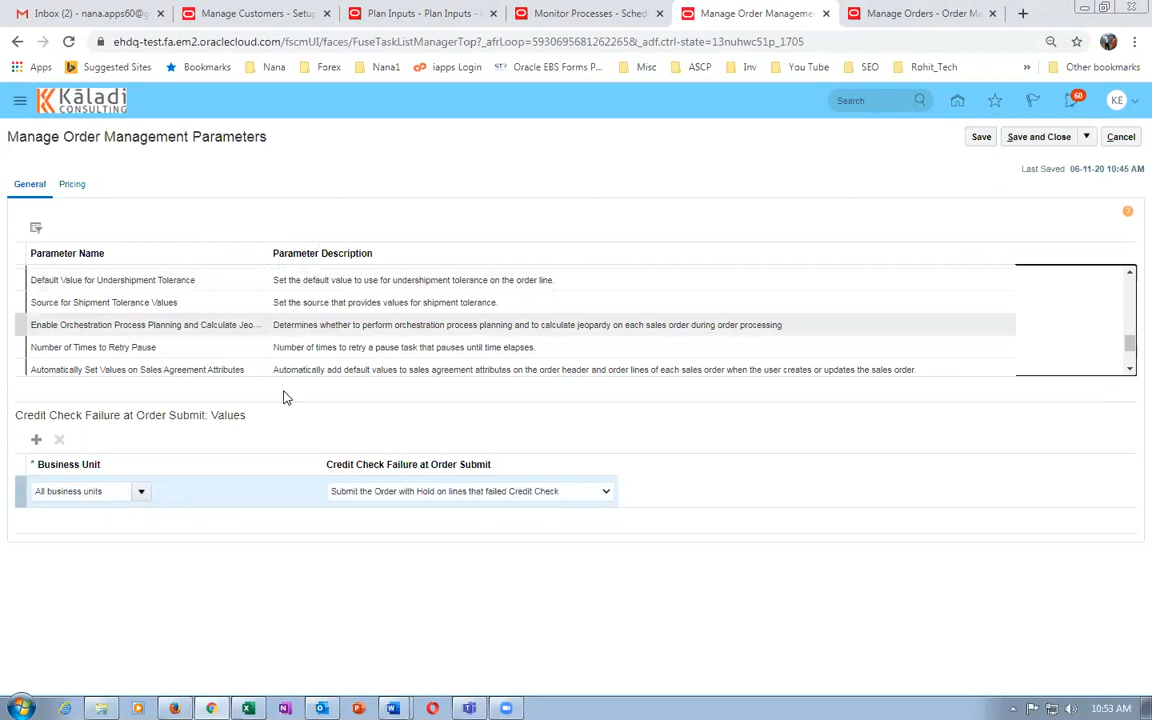 Inbox (2) - nana.apps60@g
Manage Customers - Setup
Plan Inputs - Plan Inputs -
Monitor Processes - Sched
Manage Order Manageme
Manage Orders - Order Ma
ehdq-test.fa.em2.oraclecloud.com/fscmUI/faces/FuseTaskListManagerTop?_afrLoop=5930695681262265&_adf.ctrl-state=13nuhwc51p_1705
Apps
Suggested Sites
Bookmarks
Nana
Forex
Nana1
iapps Login
Oracle EBS Forms P...
Misc
ASCP
Inv
You Tube
SEO
Rohit_Tech
»
Other bookmarks
Kāladi
CONSULTING
Search
60
KE
Manage Order Management Parameters
Save
Save and Close
Cancel
Last Saved 06-11-20 10:45 AM
General
Pricing
Parameter Name
Parameter Description
Default Value for Undershipment Tolerance
Set the default value to use for undershipment tolerance on the order line.
Source for Shipment Tolerance Values
Set the source that provides values for shipment tolerance.
Enable Orchestration Process Planning and Calculate Jeo...
Determines whether to perform orchestration process planning and to calculate jeopardy on each sales order during order processing
Number of Times to Retry Pause
Number of times to retry a pause task that pauses until time elapses.
Automatically Set Values on Sales Agreement Attributes
Automatically add default values to sales agreement attributes on the order header and order lines of each sales order when the user creates or updates the sales order.
Credit Check Failure at Order Submit: Values
* Business Unit
Credit Check Failure at Order Submit
All business units
Submit the Order with Hold on lines that failed Credit Check
10:53 AM